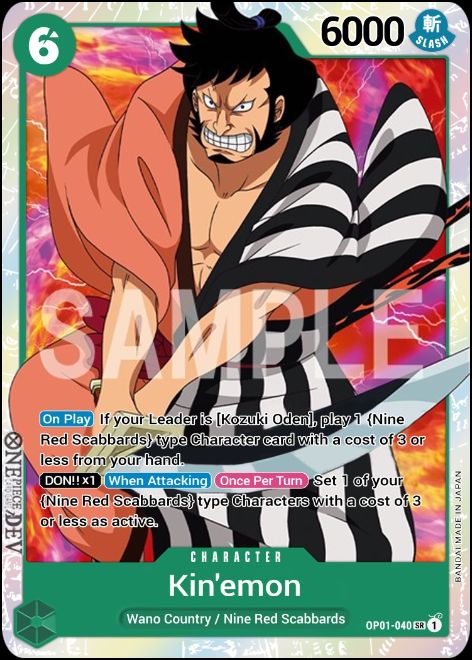 6
6000
斬
SLASH
SAMPLE
On Play If your Leader is [Kozuki Oden], play 1 {Nine
Red Scabbards} type Character card with a cost of 3 or
less from your hand.
DON!!×1 When Attacking Once Per Turn Set 1 of your
{Nine Red Scabbards} type Characters with a cost of 3
or less as active.
ONE PIECE
DEV
BANDAI MADE IN JAPAN
CHARACTER
Kin'emon
Wano Country / Nine Red Scabbards
OP01-040 SR 1